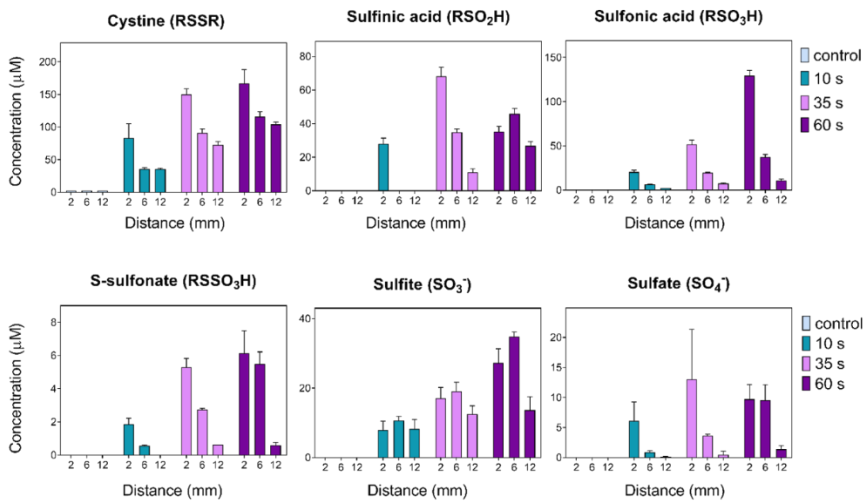 Cystine (RSSR)
Sulfinic acid (RSO2H)
Sulfonic acid (RSO3H)
Concentration (μM)
200
150
100
50
0
2 6 12 2 6 12 2 6 12 2 6 12
Distance (mm)
80
60
40
20
0
2 6 12 2 6 12 2 6 12 2 6 12
Distance (mm)
150
100
50
0
2 6 12 2 6 12 2 6 12 2 6 12
Distance (mm)
control
10 s
35 s
60 s
S-sulfonate (RSSO3H)
Sulfite (SO3-)
Sulfate (SO4-)
Concentration (μM)
8
6
4
2
0
2 6 12 2 6 12 2 6 12 2 6 12
Distance (mm)
40
20
0
2 6 12 2 6 12 2 6 12 2 6 12
Distance (mm)
20
15
10
5
0
2 6 12 2 6 12 2 6 12 2 6 12
Distance (mm)
control
10 s
35 s
60 s